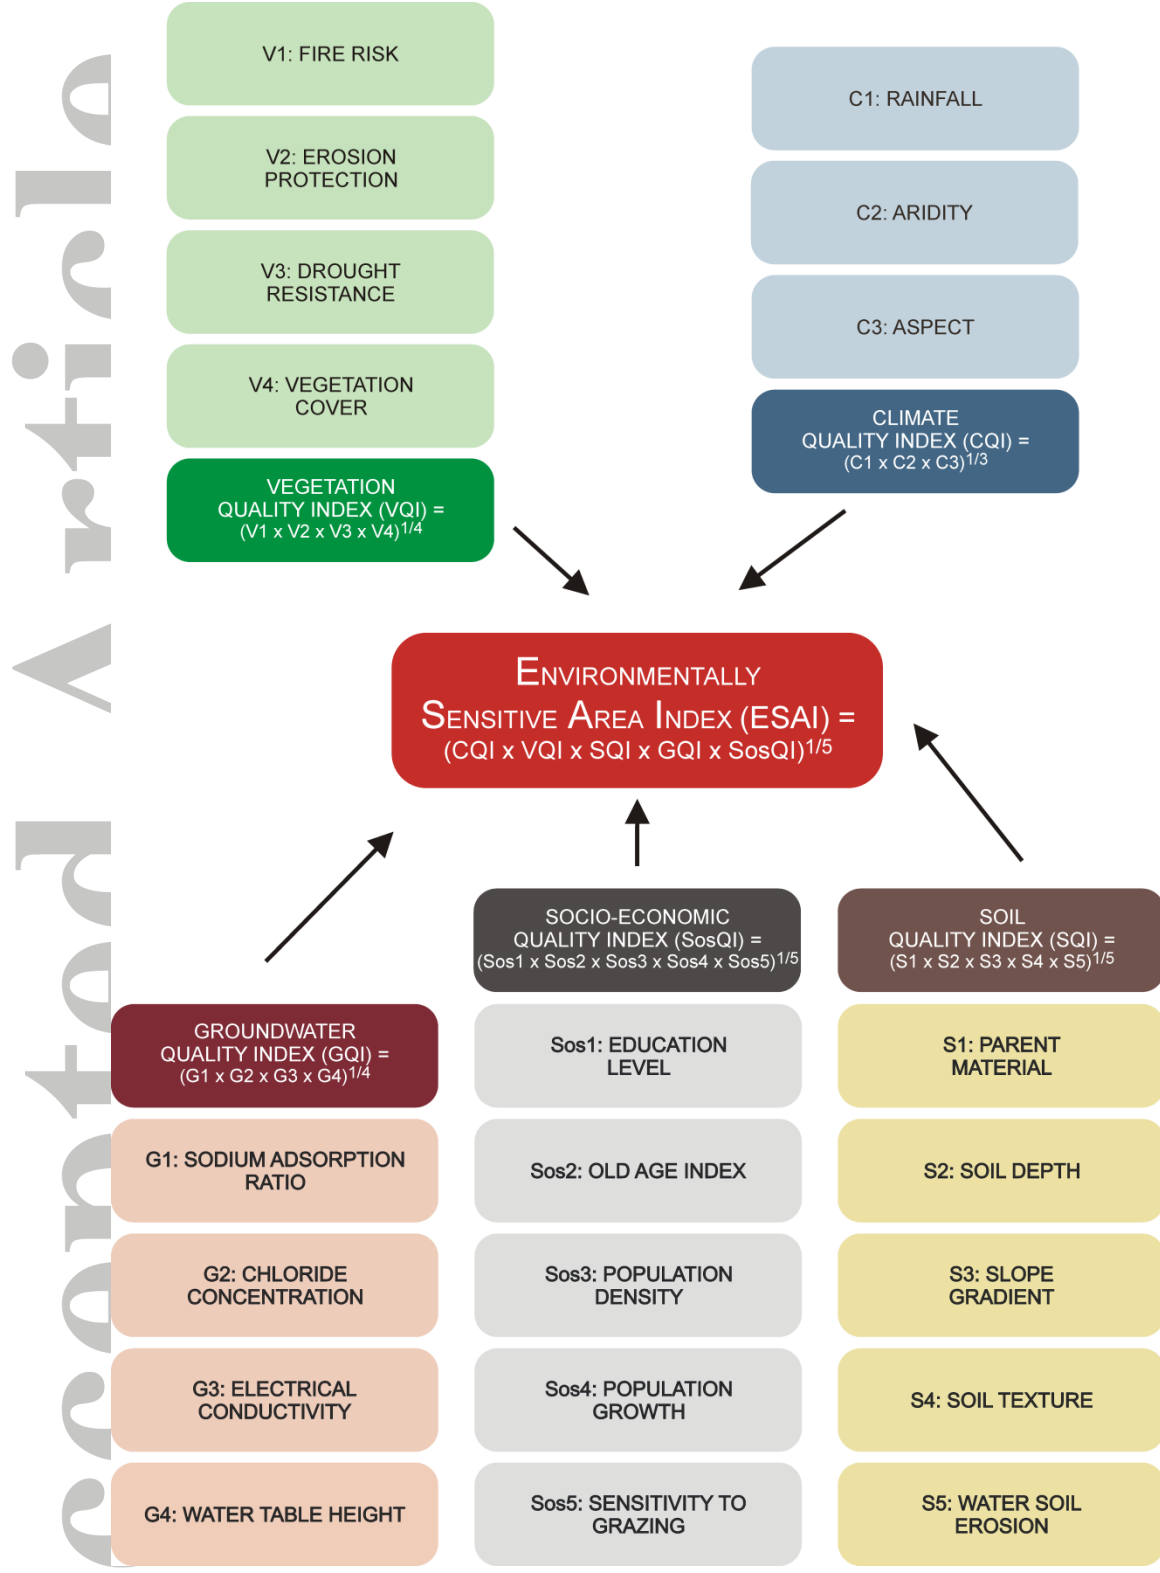 V1: FIRE RISK
V2: EROSION
PROTECTION
V3: DROUGHT
RESISTANCE
V4: VEGETATION
COVER
VEGETATION
QUALITY INDEX (VQI) =
(V1 x V2 x V3 x V4)^1/4
C1: RAINFALL
C2: ARIDITY
C3: ASPECT
CLIMATE
QUALITY INDEX (CQI) =
(C1 x C2 x C3)^1/3
ENVIRONMENTALLY
SENSITIVE AREA INDEX (ESAI) =
(CQI x VQI x SQI x GQI x SosQI)^1/5
GROUNDWATER
QUALITY INDEX (GQI) =
(G1 x G2 x G3 x G4)^1/4
G1: SODIUM ADSORPTION
RATIO
G2: CHLORIDE
CONCENTRATION
G3: ELECTRICAL
CONDUCTIVITY
G4: WATER TABLE HEIGHT
SOCIO-ECONOMIC
QUALITY INDEX (SosQI) =
(Sos1 x Sos2 x Sos3 x Sos4 x Sos5)^1/5
Sos1: EDUCATION
LEVEL
Sos2: OLD AGE INDEX
Sos3: POPULATION
DENSITY
Sos4: POPULATION
GROWTH
Sos5: SENSITIVITY TO
GRAZING
SOIL
QUALITY INDEX (SQI) =
(S1 x S2 x S3 x S4 x S5)^1/5
S1: PARENT
MATERIAL
S2: SOIL DEPTH
S3: SLOPE
GRADIENT
S4: SOIL TEXTURE
S5: WATER SOIL
EROSION
cepted Article